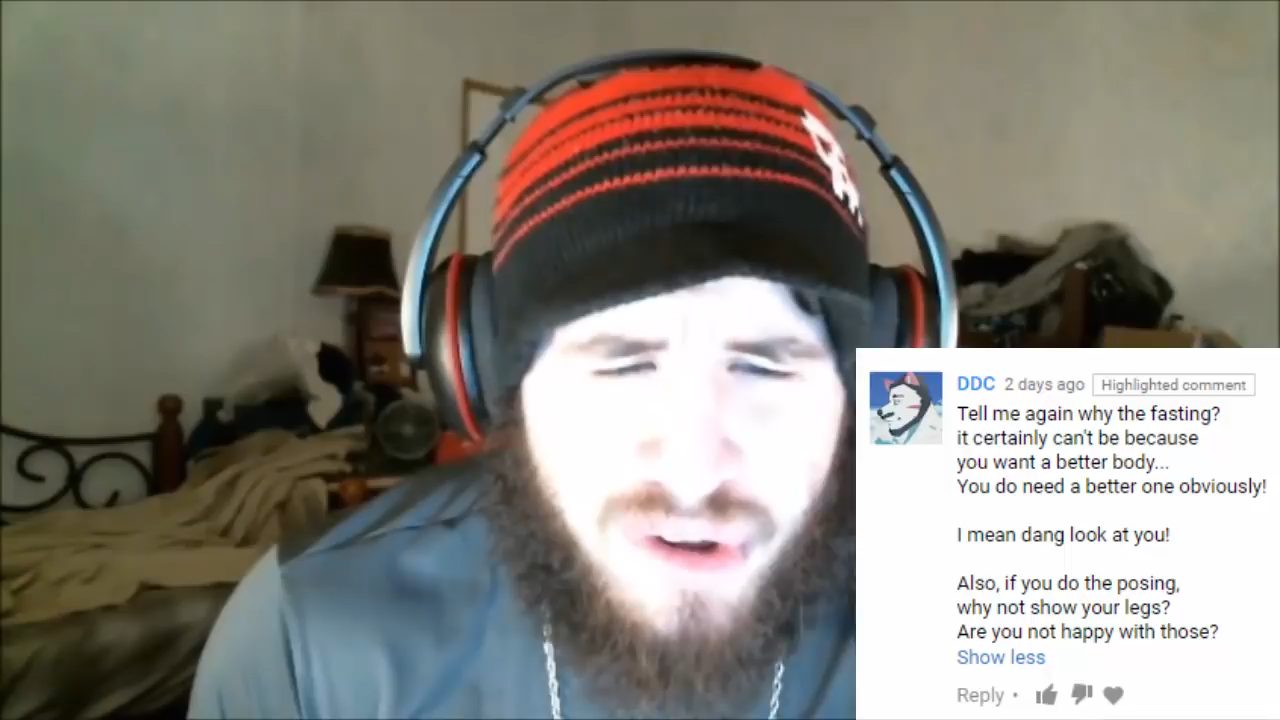 DDC 2 days ago Highlighted comment
Tell me again why the fasting?
it certainly can't be because
you want a better body...
You do need a better one obviously!
I mean dang look at you!
Also, if you do the posing,
why not show your legs?
Are you not happy with those?
Show less
Reply •